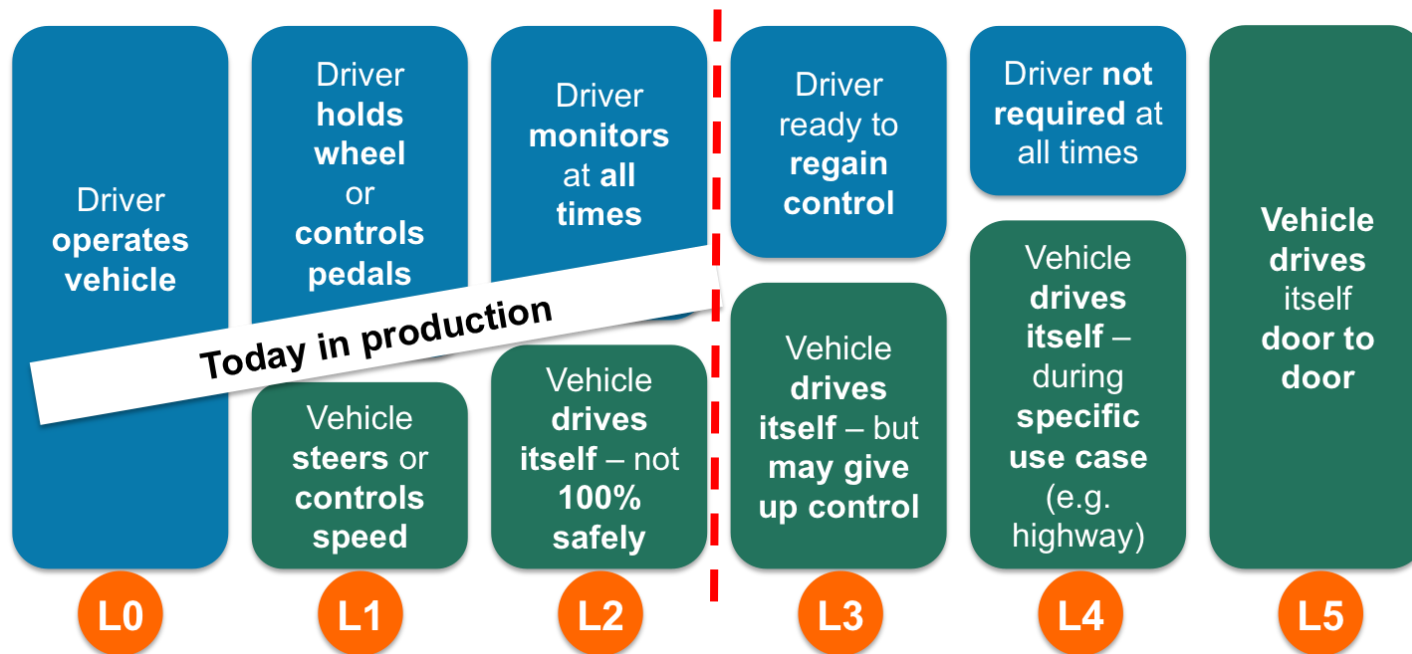 Driver
operates
vehicle
Driver
holds
wheel
or
controls
pedals
Driver
monitors
at all
times
Driver
ready to
regain
control
Driver not
required at
all times
Vehicle
drives
itself
door to
door
Today in production
Vehicle
steers or
controls
speed
Vehicle
drives
itself – not
100%
safely
Vehicle
drives
itself – but
may give
up control
Vehicle
drives
itself –
during
specific
use case
(e.g.
highway)
L0
L1
L2
L3
L4
L5